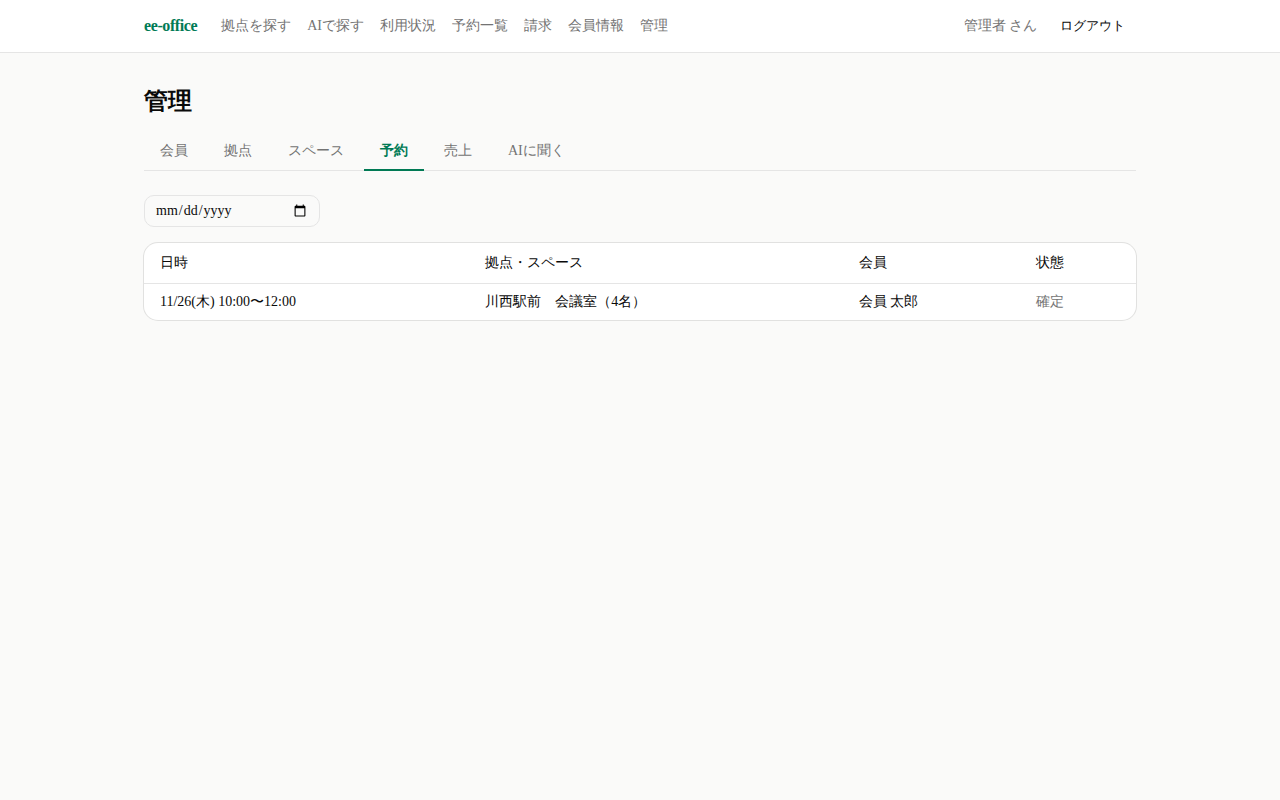 ee-office 拠点を探す AIで探す 利用状況 予約一覧 請求 会員情報 管理 管理者 さん ログアウト
管理
会員 拠点 スペース 予約 売上 AIに聞く
mm/dd/yyyy
日時 拠点・スペース 会員 状態
11/26(木) 10:00〜12:00 川西駅前　会議室（4名） 会員 太郎 確定